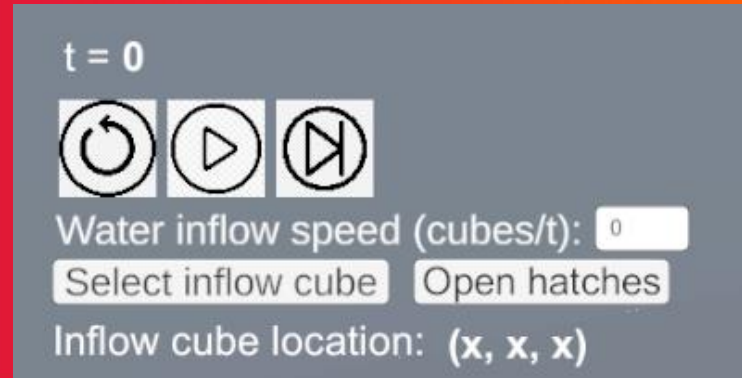 t = 0
Water inflow speed (cubes/t): 0
Select inflow cube Open hatches
Inflow cube location: (x, x, x)